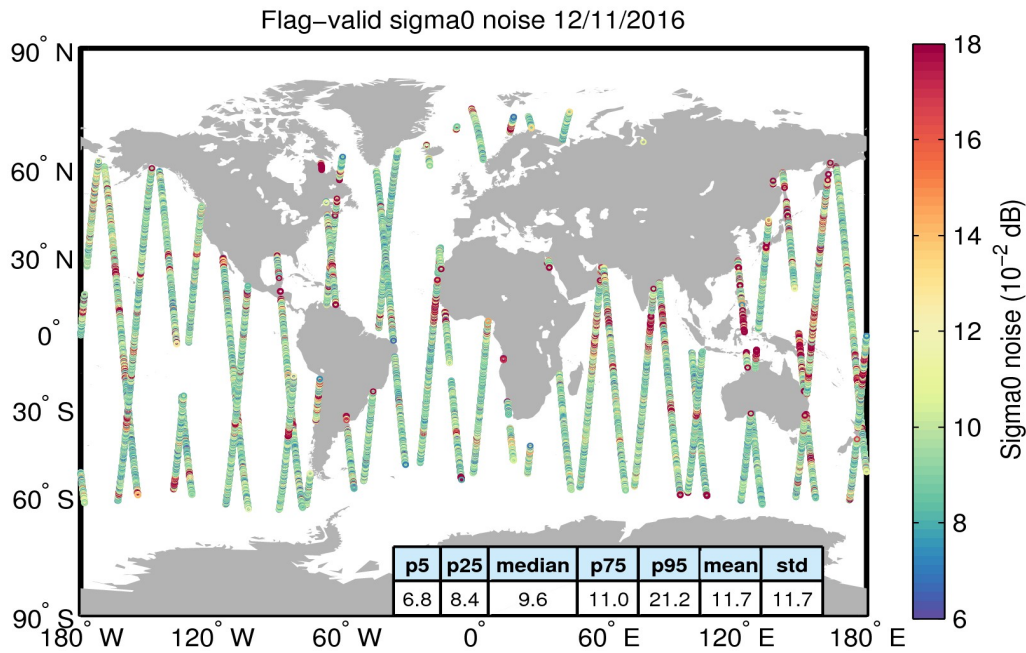 Flag−valid sigma0 noise 12/11/2016
90° N
60° N
30° N
0°
30° S
60° S
90° S
180° W
120° W
60° W
0°
60° E
120° E
180° E
p5 p25 median p75 p95 mean std
6.8 8.4 9.6 11.0 21.2 11.7 11.7
18
16
14
12
10
8
6
Sigma0 noise (10⁻² dB)